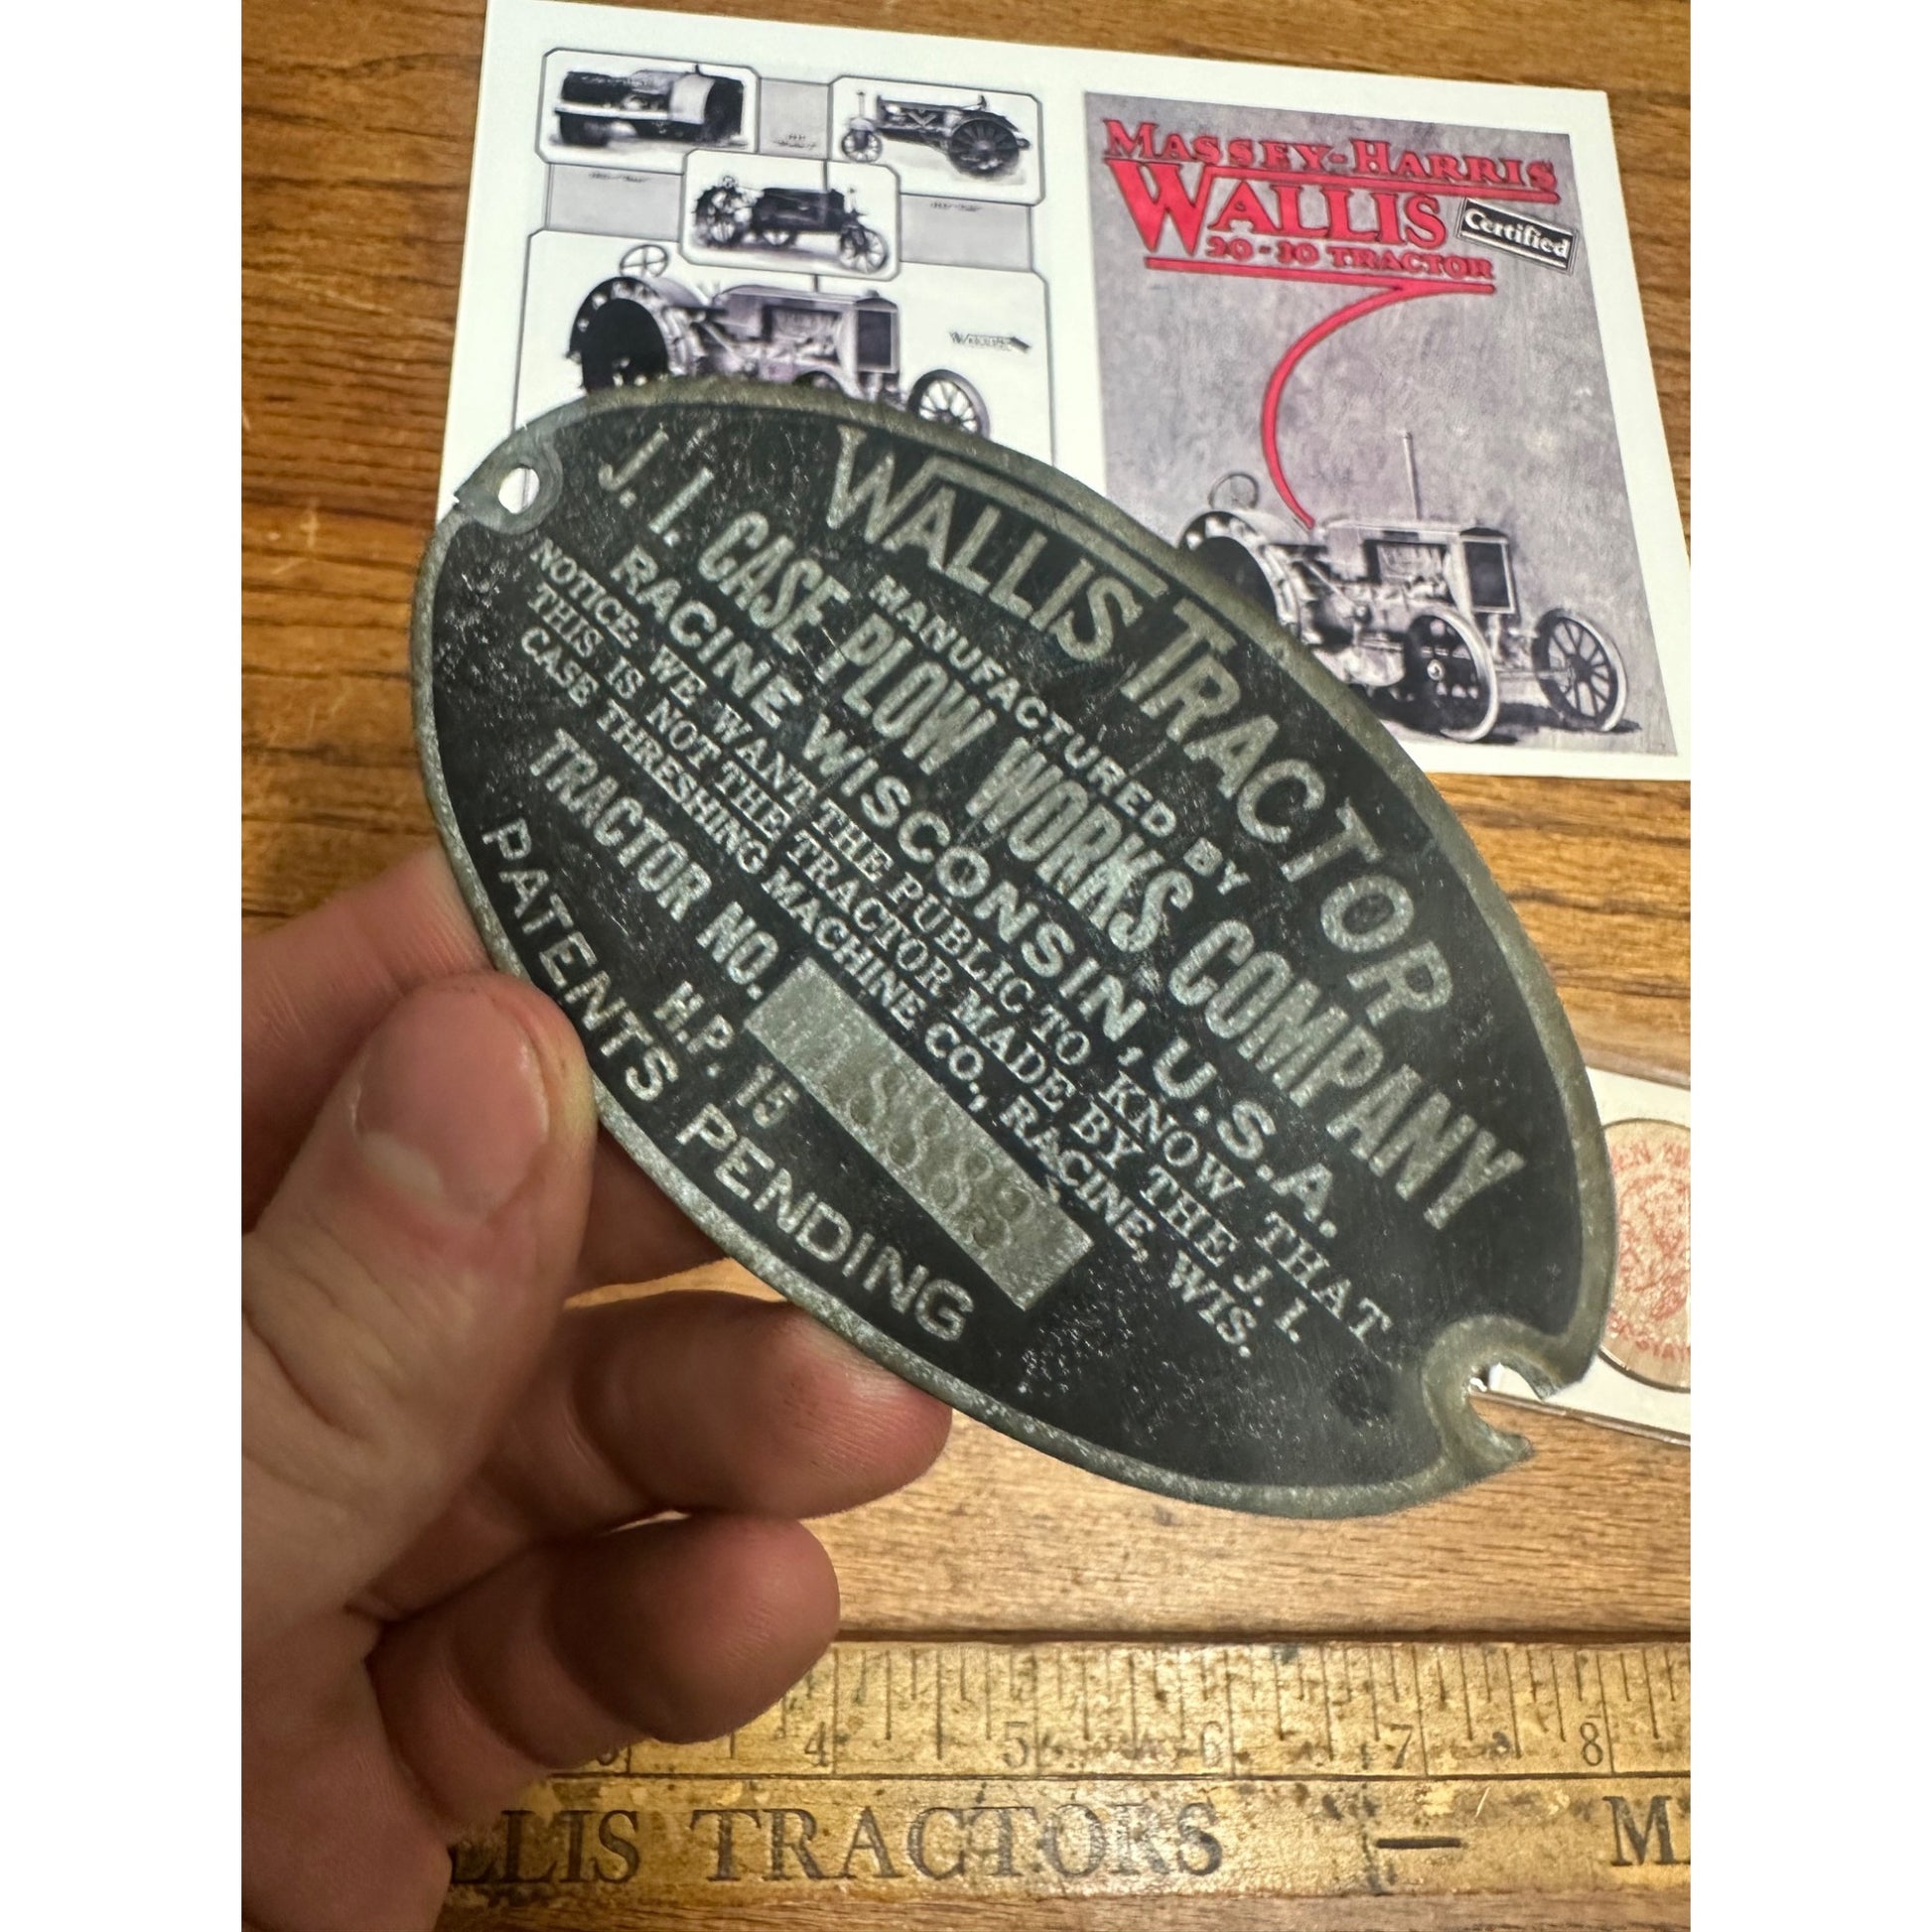 MASSEY-HARRIS
WALLIS
Certified
20-30 TRACTOR
WALLIS
WALLIS TRACTOR
MANUFACTURED BY
J. I. CASE PLOW WORKS COMPANY
RACINE WISCONSIN, U.S.A.
NOTICE: WE WANT THE PUBLIC TO KNOW THAT
THIS IS NOT THE TRACTOR MADE BY THE J. I.
CASE THRESHING MACHINE CO., RACINE, WIS.
TRACTOR NO.
H.P. 15
PATENTS PENDING
4 5 6 7 8
LLIS TRACTORS — M